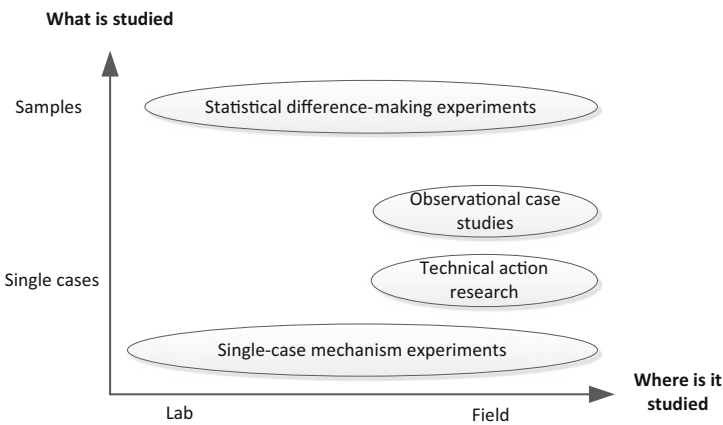 What is studied
Samples
Statistical difference-making experiments
Observational case
studies
Single cases
Technical action
research
Single-case mechanism experiments
Where is it
studied
Lab
Field